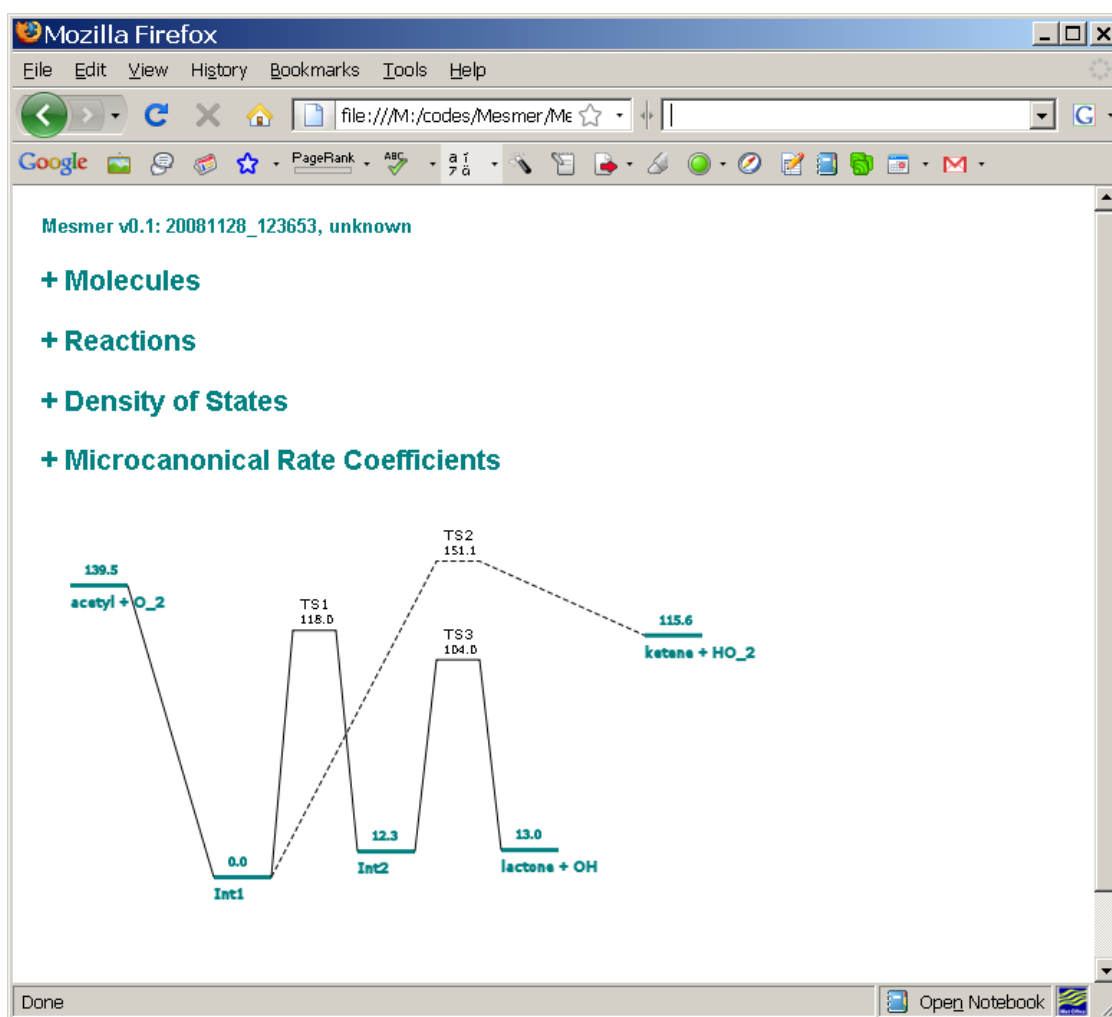 Mozilla Firefox
File Edit View History Bookmarks Tools Help
file:///M:/codes/Mesmer/Me
G
Google PageRank ABC
Mesmer v0.1: 20081128_123653, unknown
+ Molecules
+ Reactions
+ Density of States
+ Microcanonical Rate Coefficients
TS2
151.1
139.5
acetyl + O_2
TS1
118.0
115.6
ketene + HO_2
TS3
104.0
12.3
13.0
Int2
lactone + OH
0.0
Int1
Done Open Notebook